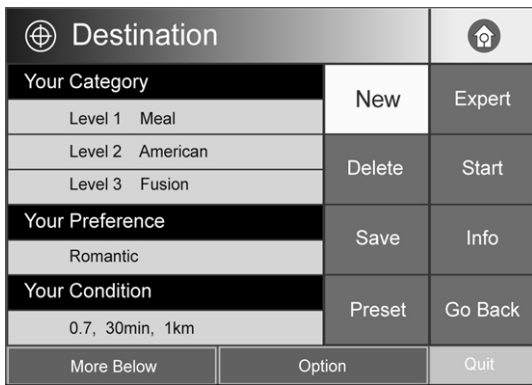 Destination
Your Category
Level 1 Meal
Level 2 American
Level 3 Fusion
Your Preference
Romantic
Your Condition
0.7, 30min, 1km
New
Expert
Delete
Start
Save
Info
Preset
Go Back
More Below
Option
Quit